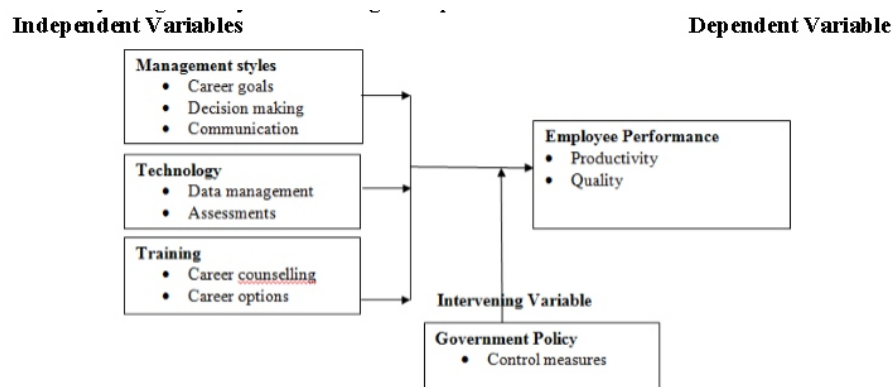 Independent Variables
Dependent Variable
Management styles
• Career goals
• Decision making
• Communication
Technology
• Data management
• Assessments
Training
• Career counselling
• Career options
Employee Performance
• Productivity
• Quality
Intervening Variable
Government Policy
• Control measures